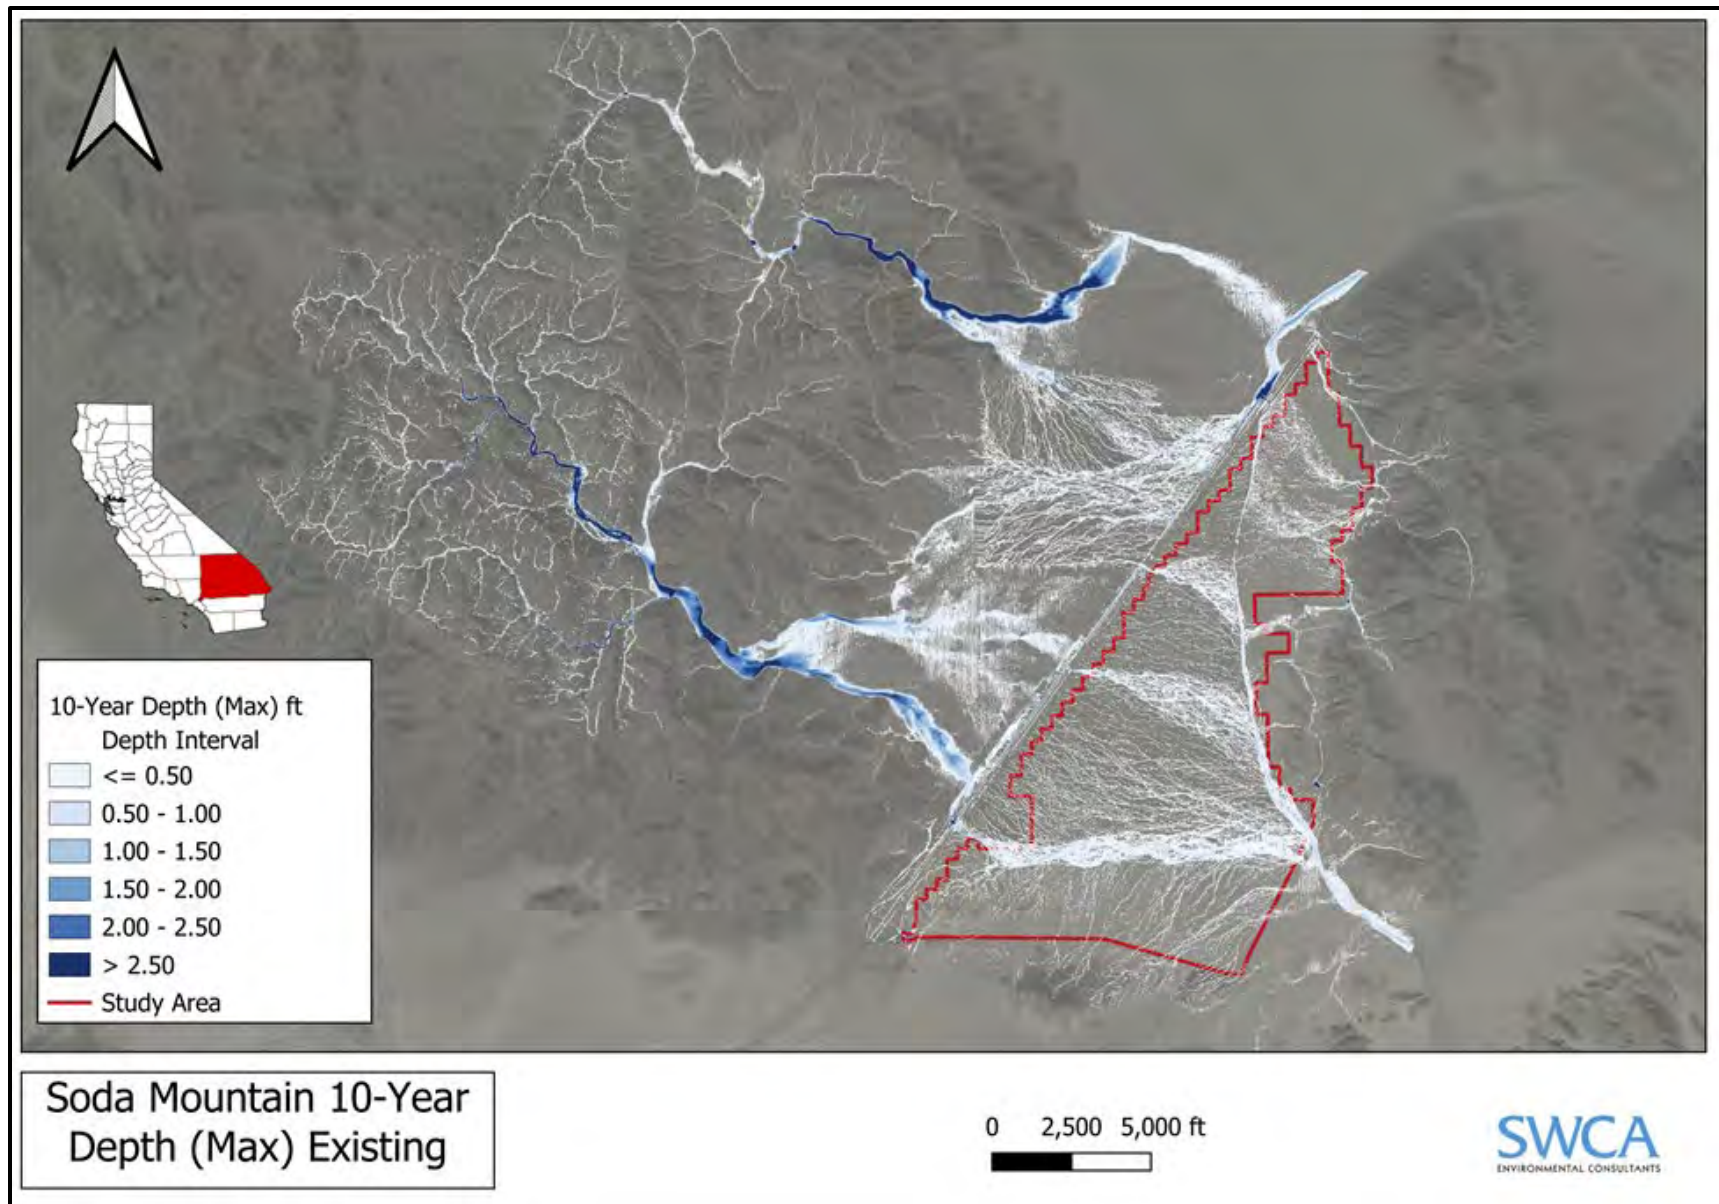 10-Year Depth (Max) ft
Depth Interval
<= 0.50
0.50 - 1.00
1.00 - 1.50
1.50 - 2.00
2.00 - 2.50
> 2.50
Study Area
Soda Mountain 10-Year
Depth (Max) Existing
0 2,500 5,000 ft
SWCA
ENVIRONMENTAL CONSULTANTS